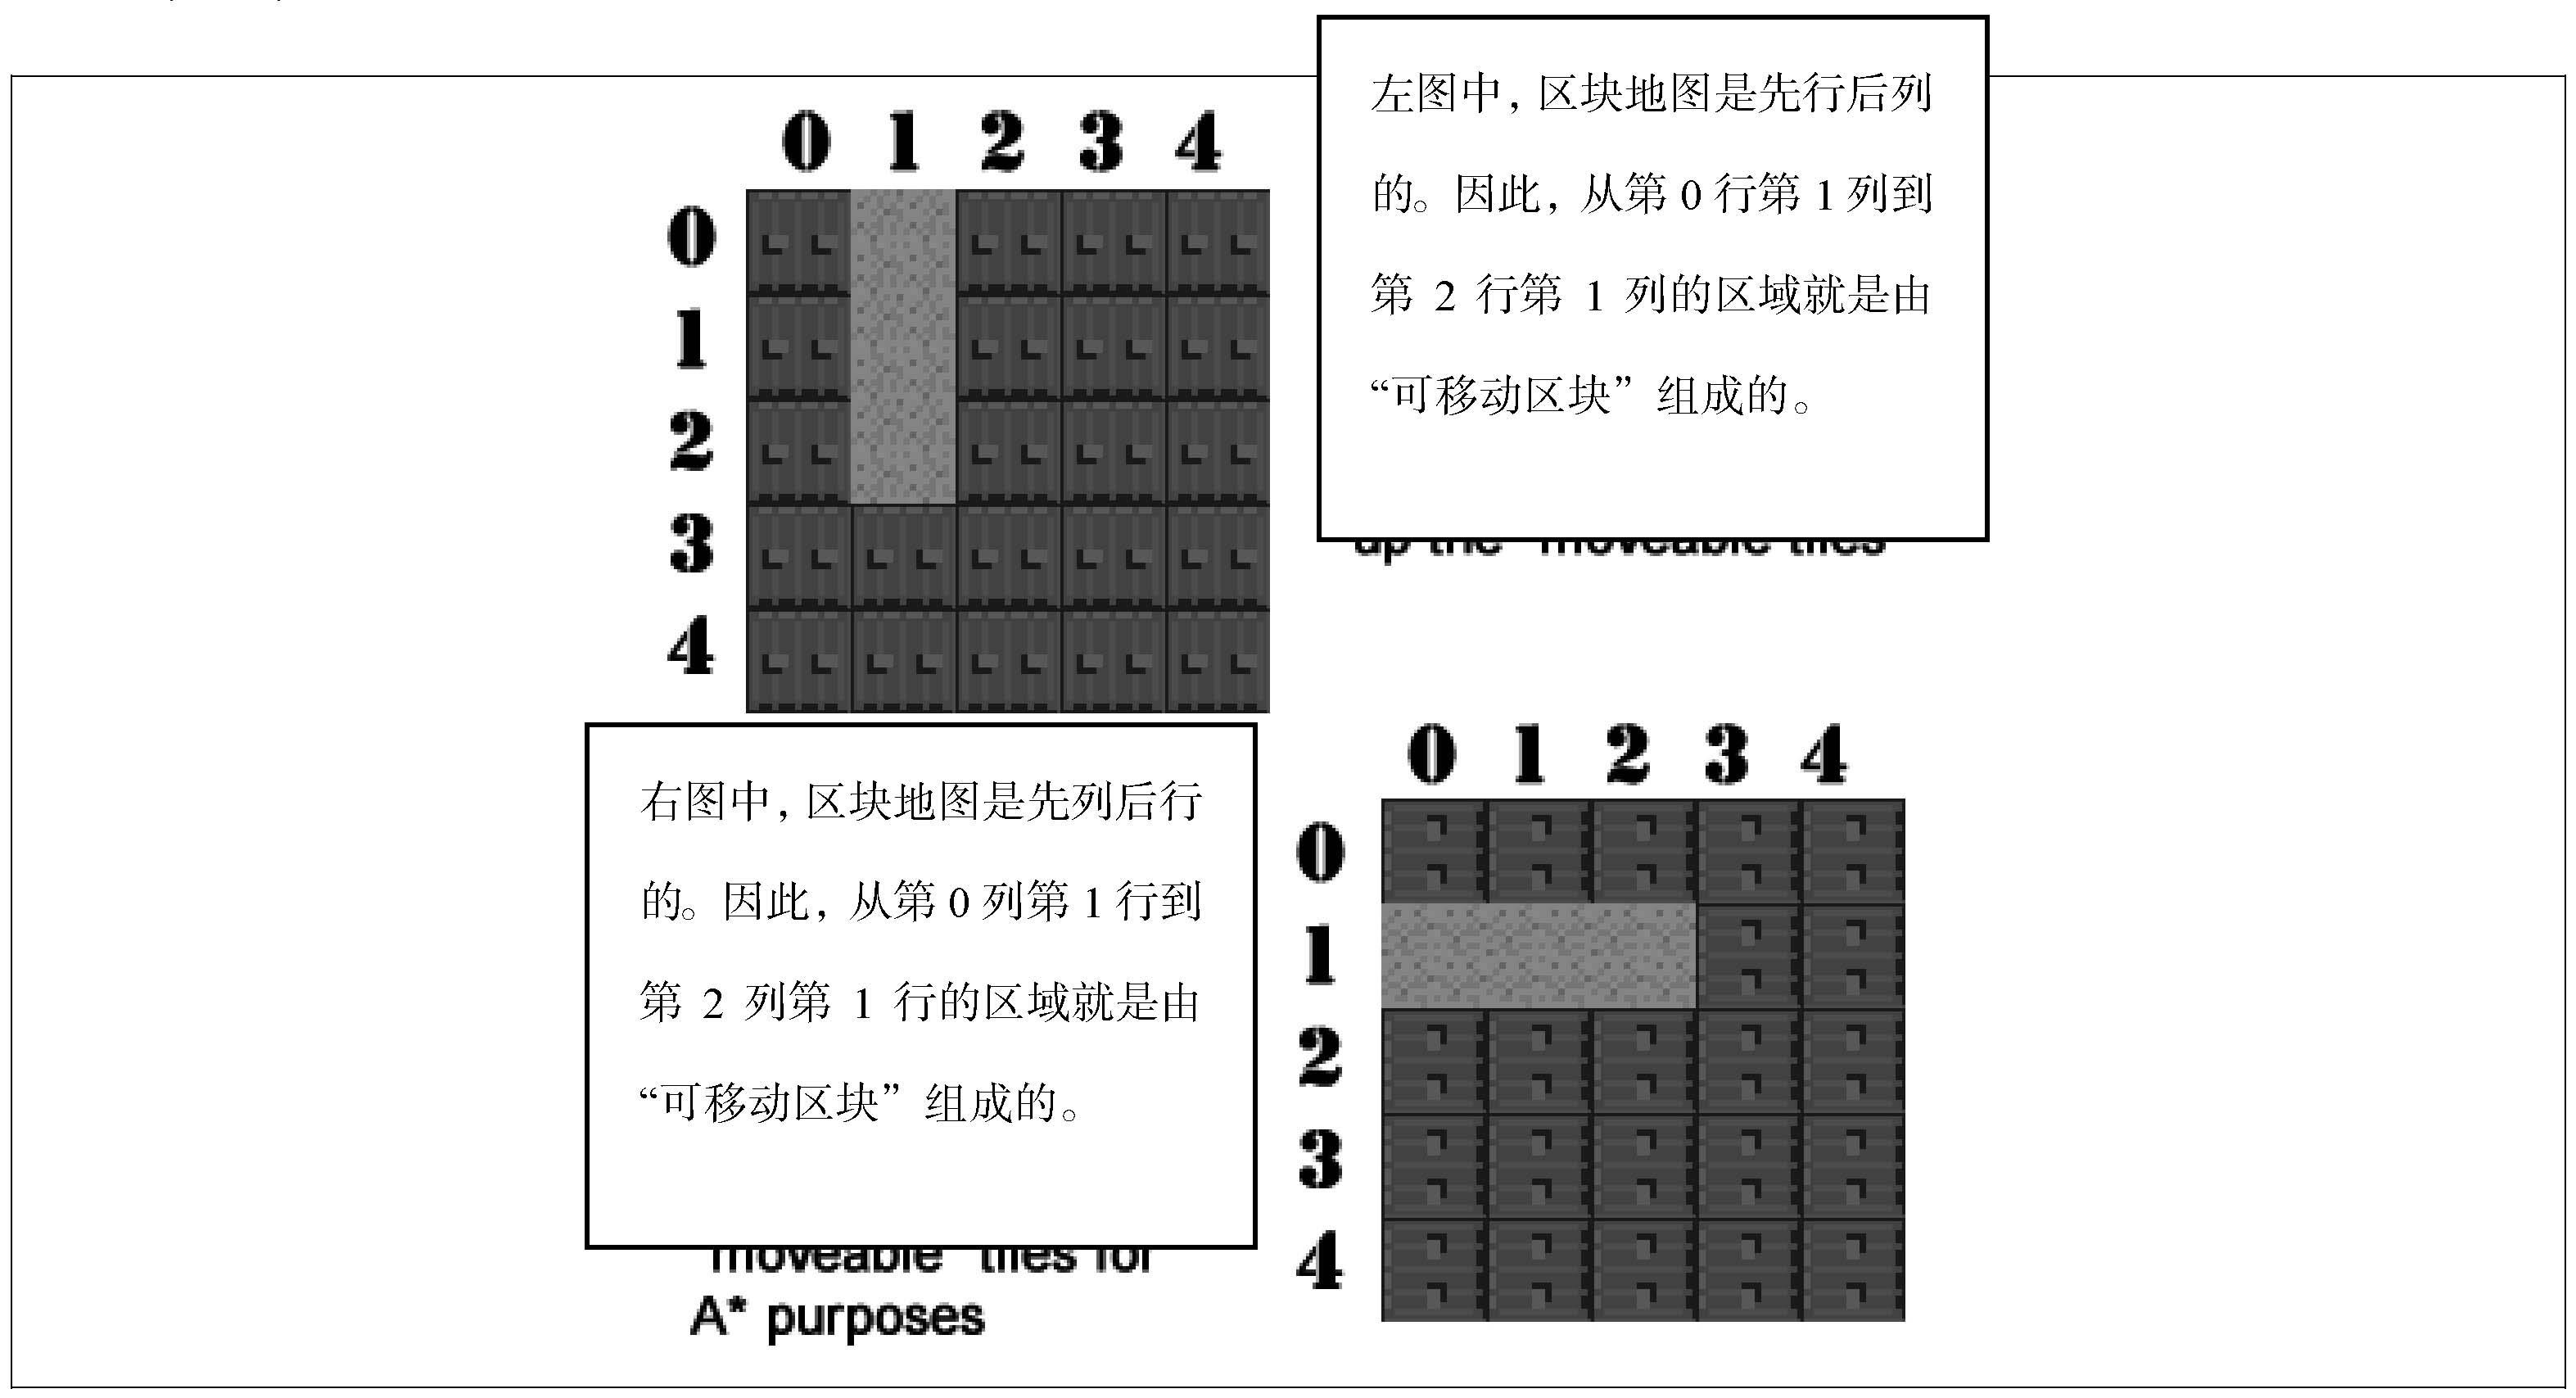 0 1 2 3 4
0
1
2
3
4
左图中，区块地图是先行后列
的。因此，从第 0 行第 1 列到
第 2 行第 1 列的区域就是由
“可移动区块”组成的。
up the "moveable tiles
右图中，区块地图是先列后行
的。因此，从第 0 列第 1 行到
第 2 列第 1 行的区域就是由
“可移动区块”组成的。
"moveable" tiles for
A* purposes
0 1 2 3 4
0
1
2
3
4